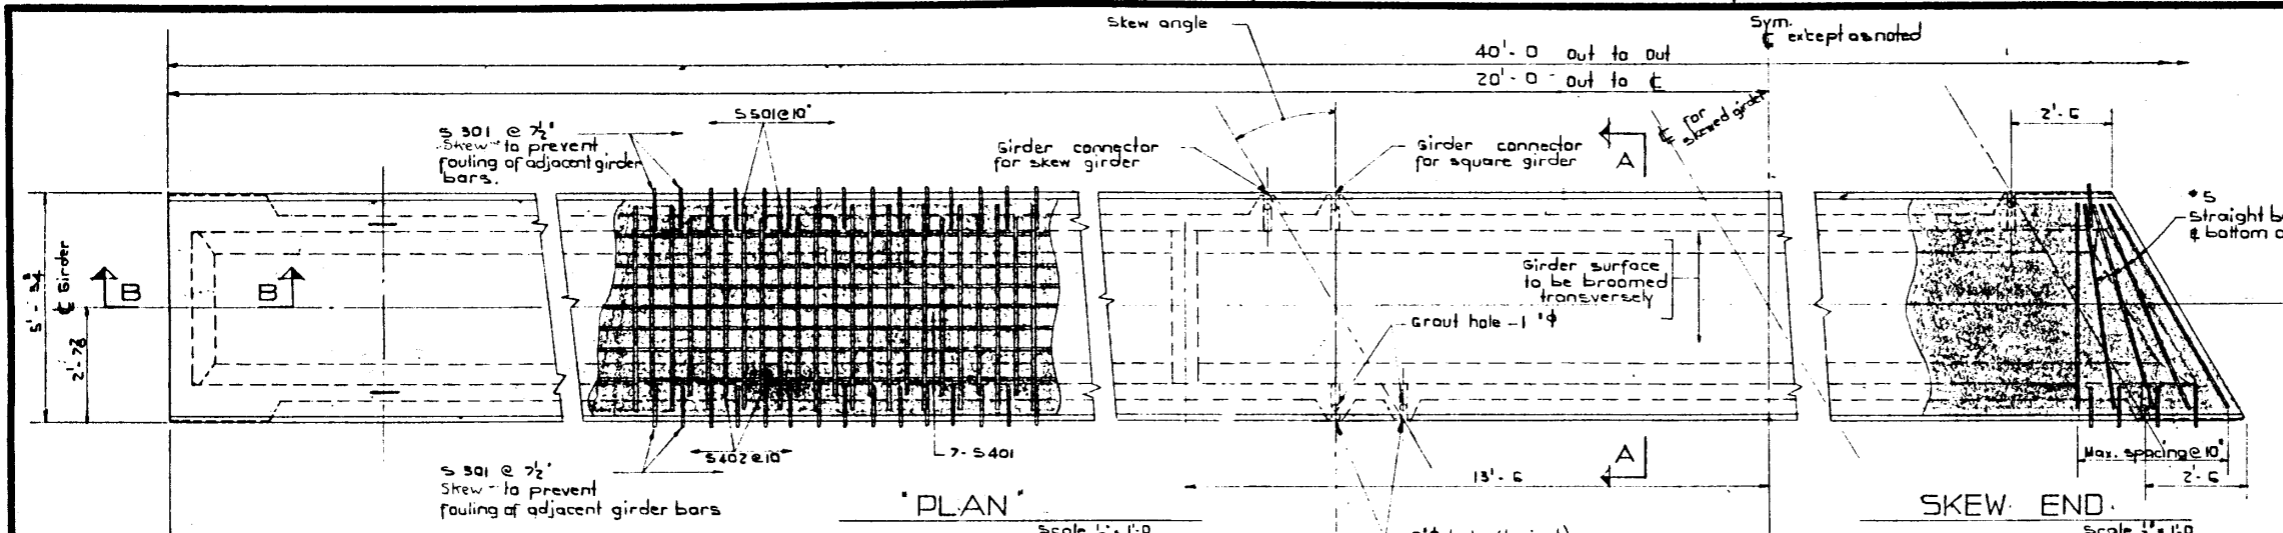 Skew angle
Sym.
℄ except as noted
40'- 0 Out to Out
20'- 0 Out to ℄
S 301 @ 7½"
Skew to prevent
fouling of adjacent girder
bars.
S501@10"
Girder connector
for skew girder
Girder connector
for square girder
A
℄ for
skewed girder
2'- 6
#5
Straight
& bottom
5'- 3¾"
℄ Girder
2'- 7⅞
B
B
Girder surface
to be broomed
transversely
Grout hole - 1"φ
S 301 @ 7½"
Skew to prevent
fouling of adjacent girder bars
S402@10"
7- S401
13'- 6
A
Max. spacing @ 10"
2'- 6
"PLAN"
SKEW END